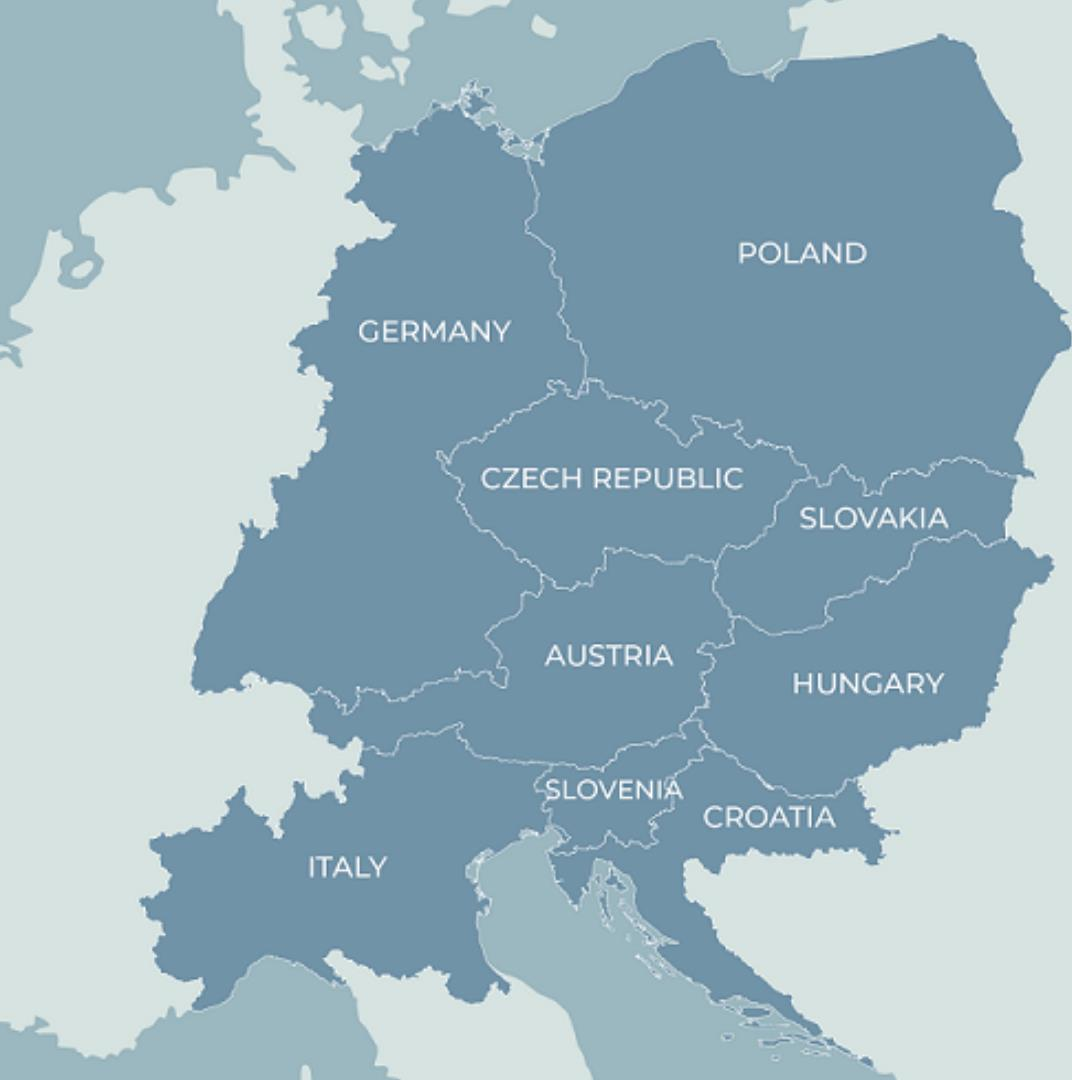 POLAND
GERMANY
CZECH REPUBLIC
SLOVAKIA
AUSTRIA
HUNGARY
SLOVENIA
CROATIA
ITALY